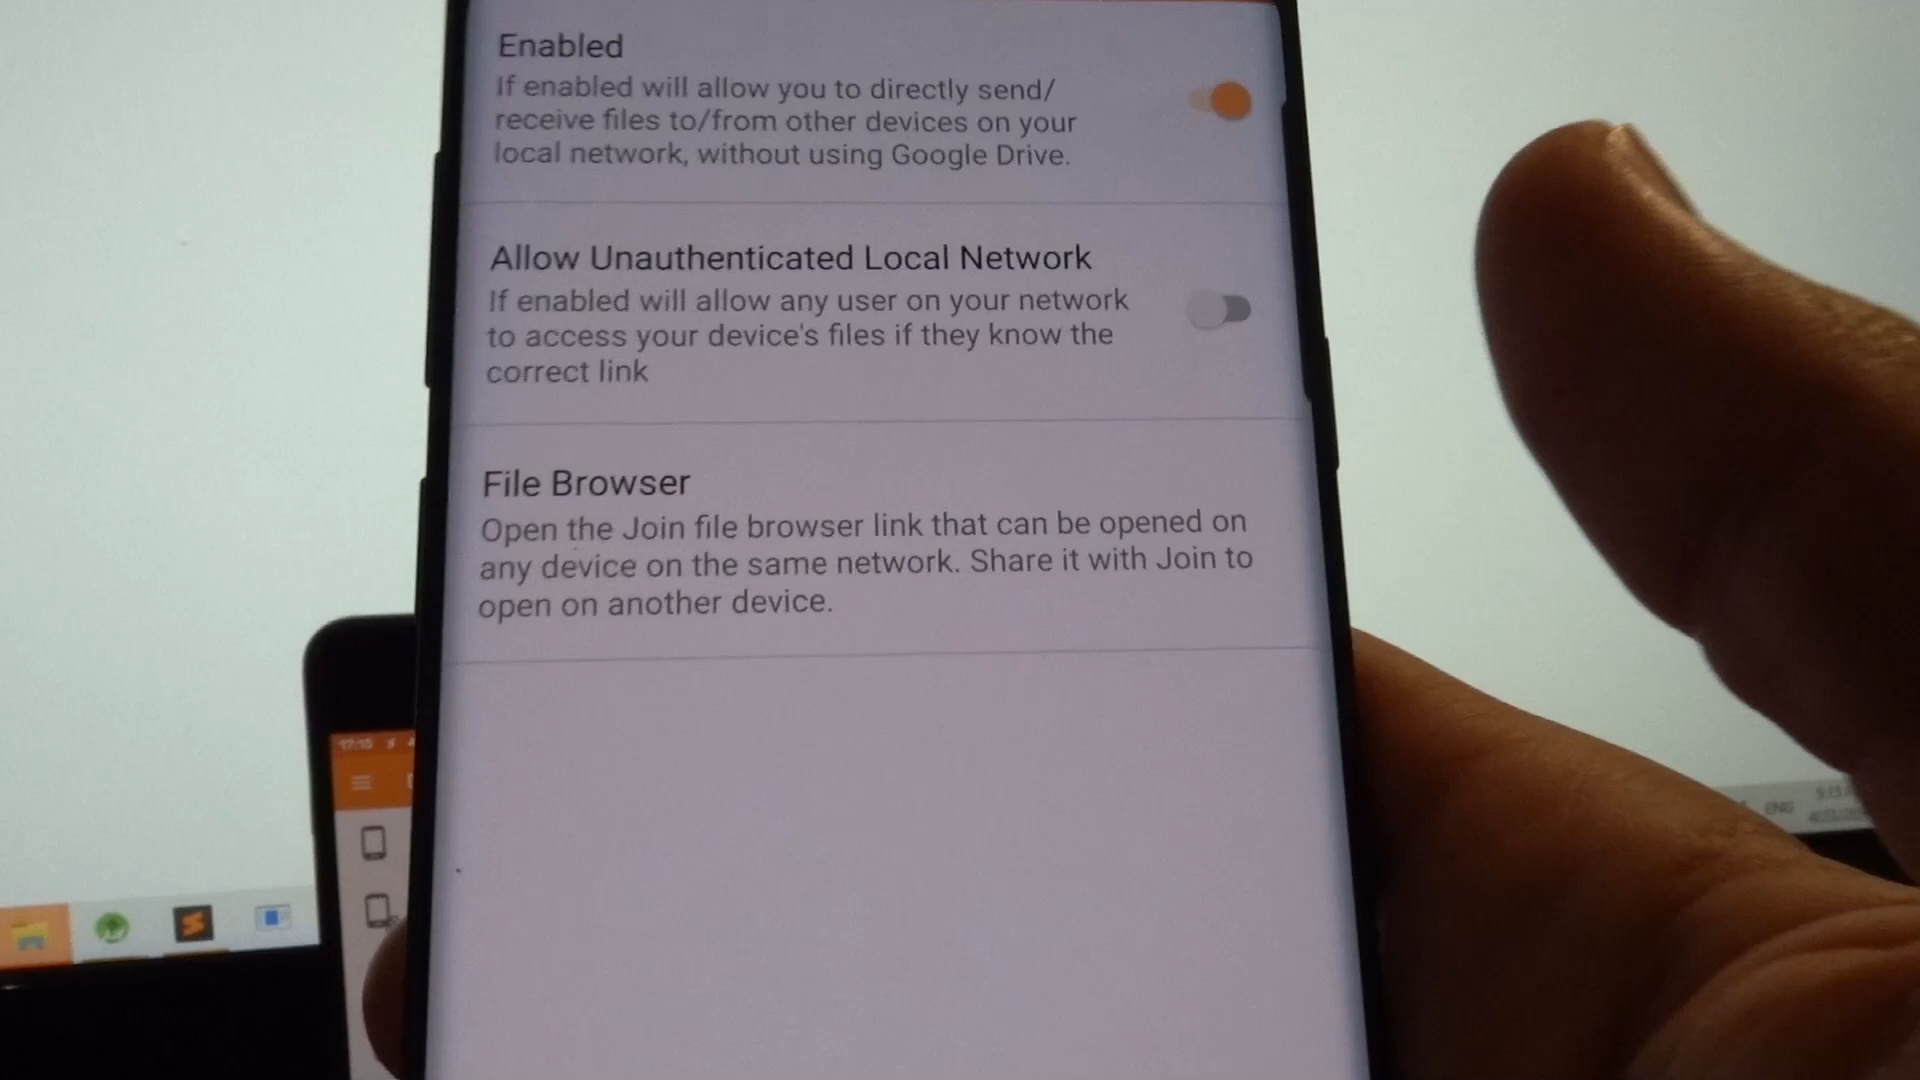 Enabled
If enabled will allow you to directly send/
receive files to/from other devices on your
local network, without using Google Drive.
Allow Unauthenticated Local Network
If enabled will allow any user on your network
to access your device's files if they know the
correct link
File Browser
Open the Join file browser link that can be opened on
any device on the same network. Share it with Join to
open on another device.
17:15
ENG